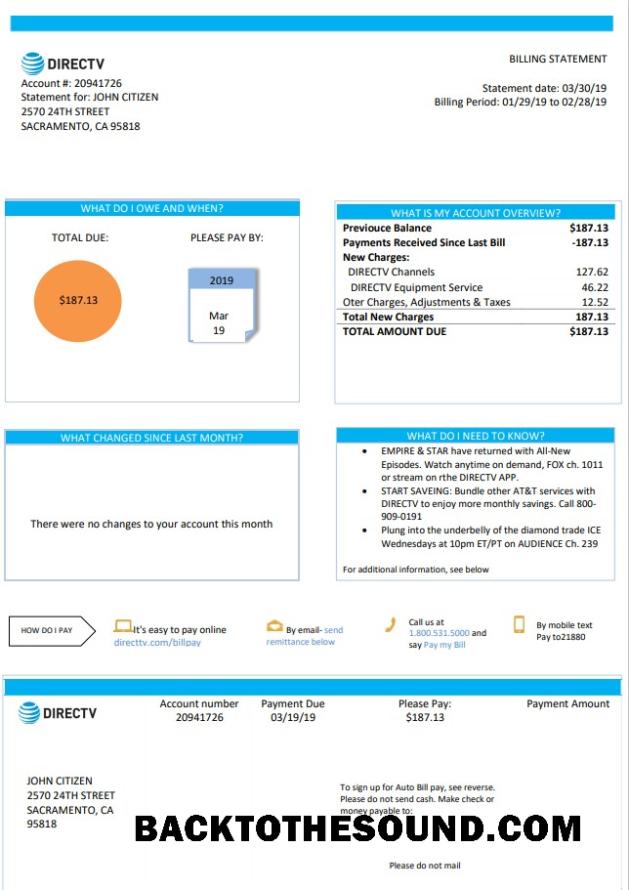 DIRECTV
BILLING STATEMENT
Account #: 20941726
Statement for: JOHN CITIZEN
2570 24TH STREET
SACRAMENTO, CA 95818
Statement date: 03/30/19
Billing Period: 01/29/19 to 02/28/19
WHAT DO I OWE AND WHEN?
TOTAL DUE:
PLEASE PAY BY:
$187.13
2019
Mar
19
WHAT IS MY ACCOUNT OVERVIEW?
Previouce Balance $187.13
Payments Received Since Last Bill -187.13
New Charges:
DIRECTV Channels 127.62
DIRECTV Equipment Service 46.22
Oter Charges, Adjustments & Taxes 12.52
Total New Charges 187.13
TOTAL AMOUNT DUE $187.13
WHAT CHANGED SINCE LAST MONTH?
There were no changes to your account this month
WHAT DO I NEED TO KNOW?
• EMPIRE & STAR have returned with All-New
Episodes. Watch anytime on demand, FOX ch. 1011
or stream on rthe DIRECTV APP.
• START SAVEING: Bundle other AT&T services with
DIRECTV to enjoy more monthly savings. Call 800-
909-0191
• Plung into the underbelly of the diamond trade ICE
Wednesdays at 10pm ET/PT on AUDIENCE Ch. 239
For additional information, see below
HOW DO I PAY
It's easy to pay online
directtv.com/billpay
By email- send
remittance below
Call us at
1.800.531.5000 and
say Pay my Bill
By mobile text
Pay to21880
DIRECTV
Account number
20941726
Payment Due
03/19/19
Please Pay:
$187.13
Payment Amount
JOHN CITIZEN
2570 24TH STREET
SACRAMENTO, CA
95818
To sign up for Auto Bill pay, see reverse.
Please do not send cash. Make check or
money payable to:
BACKTOTHESOUND.COM
Please do not mail